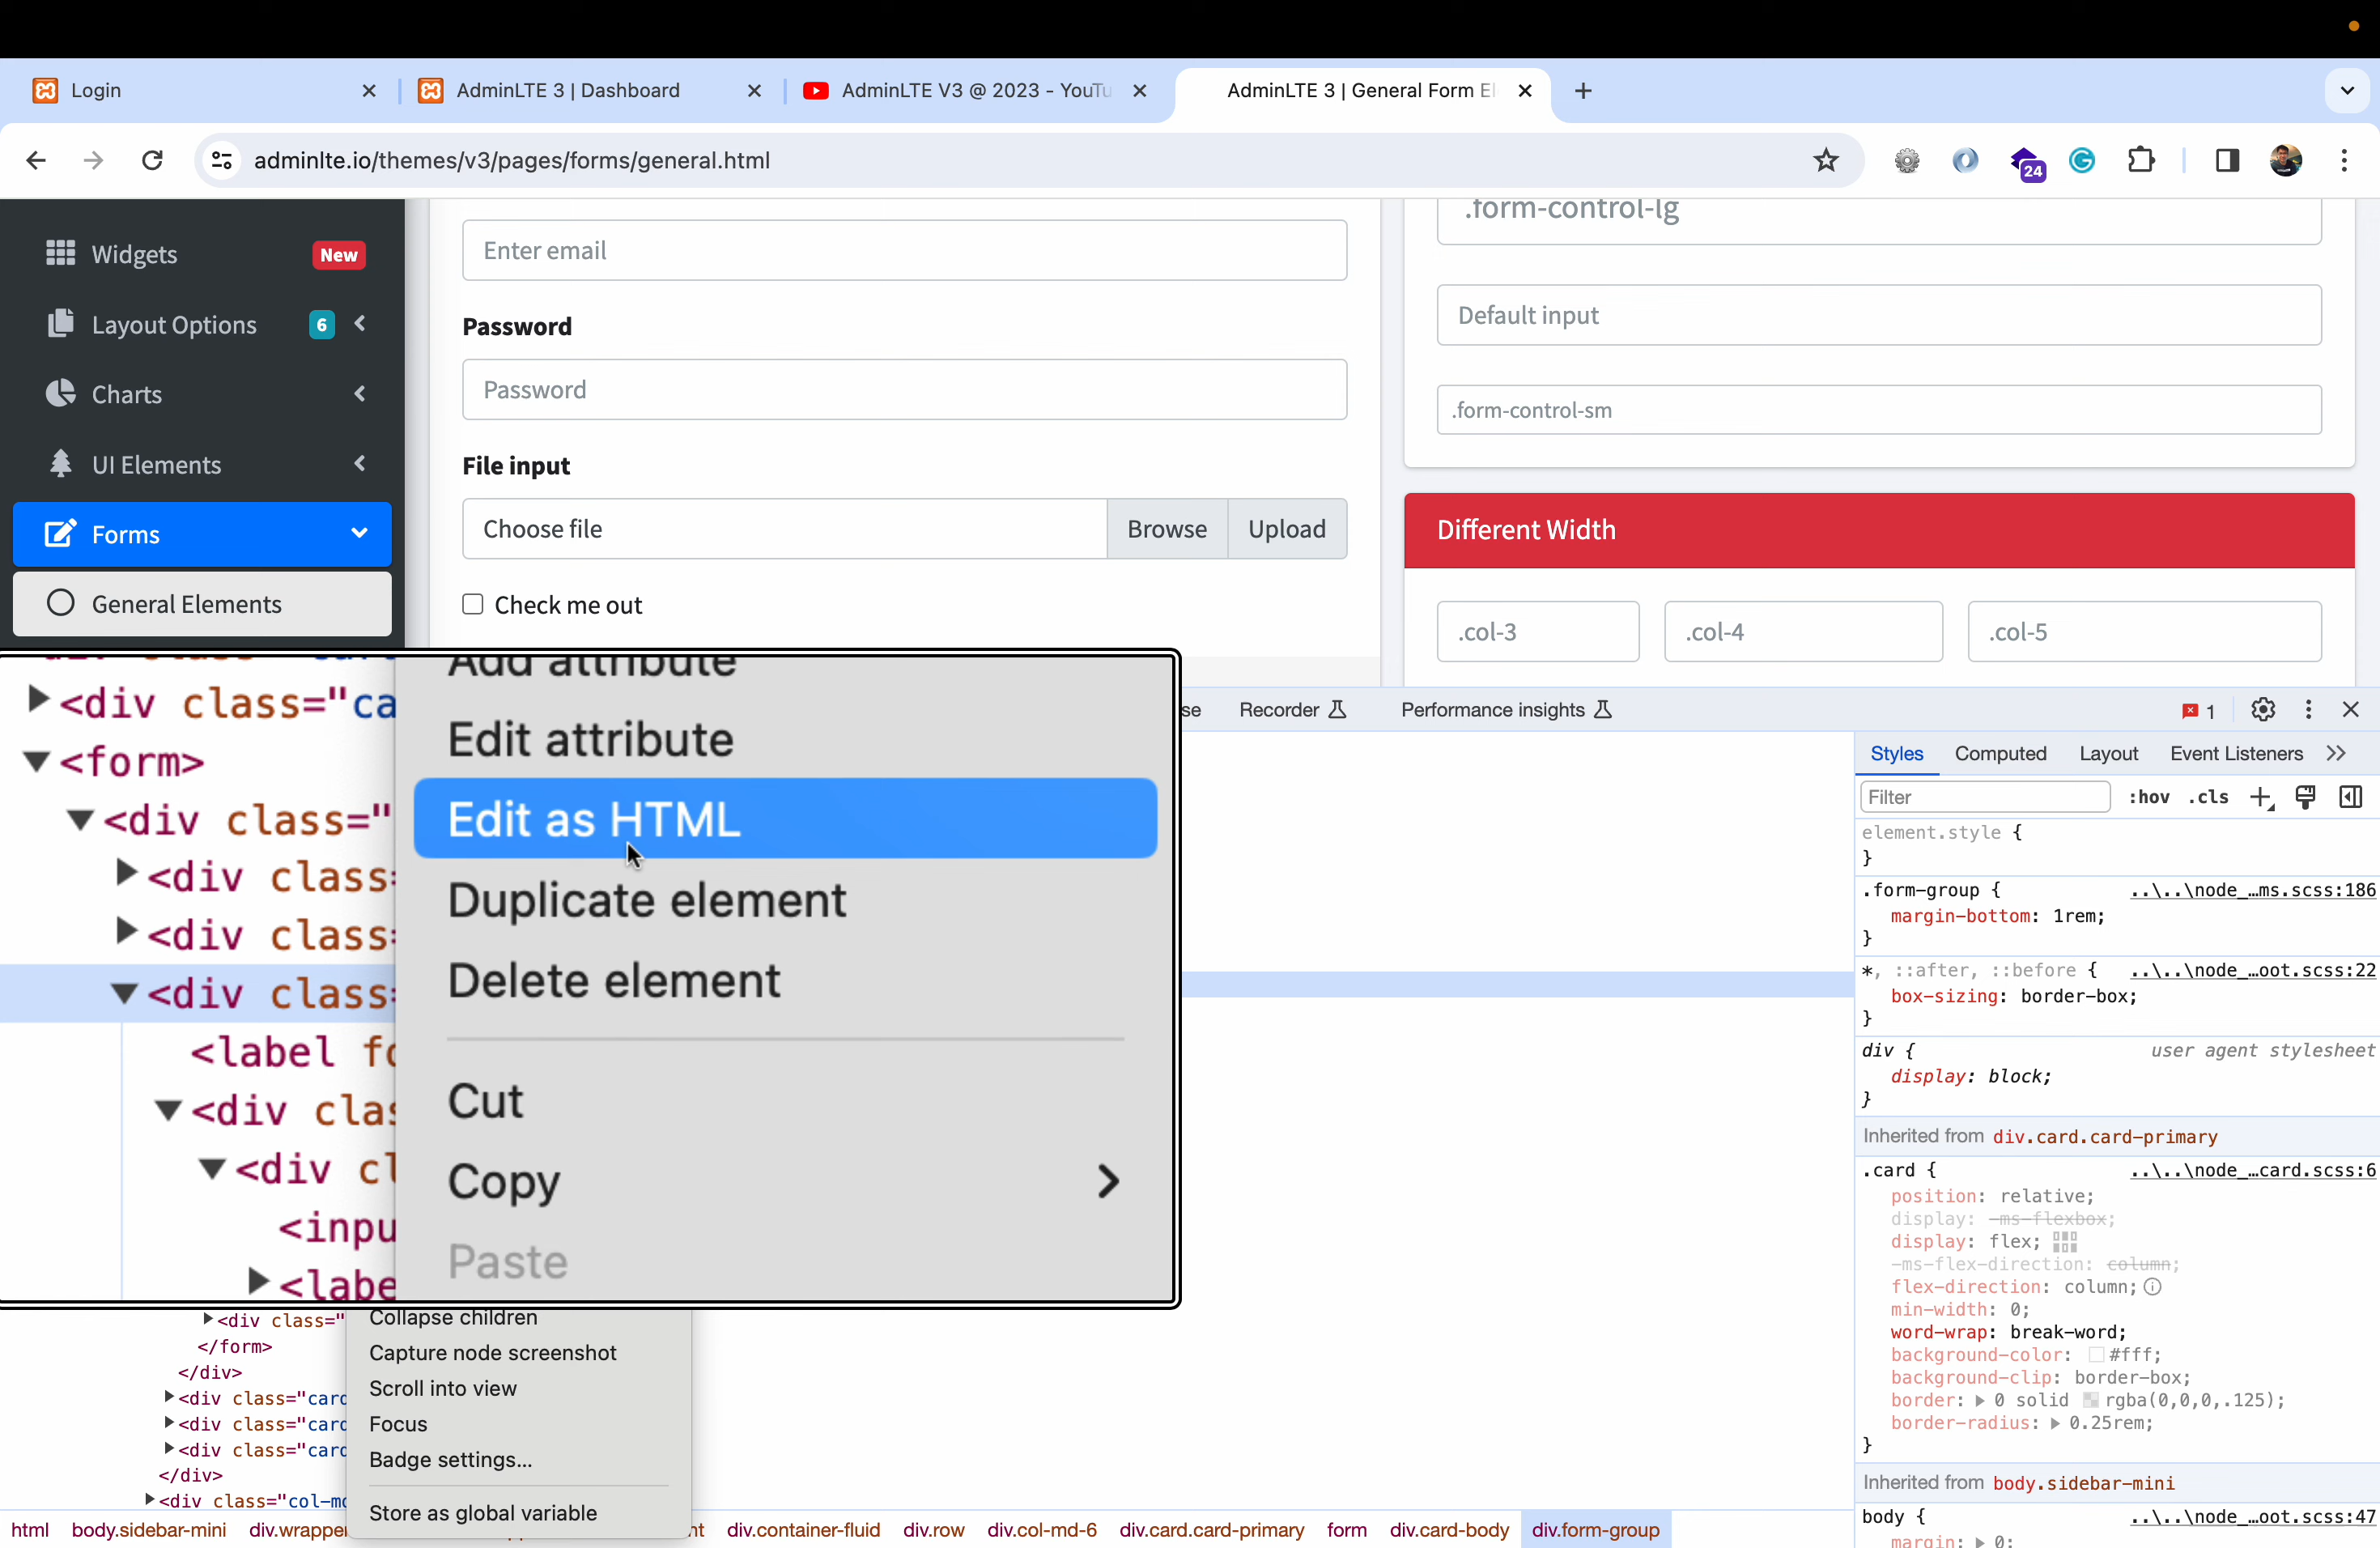 Login
AdminLTE 3 | Dashboard
AdminLTE V3 @ 2023 - YouTu
AdminLTE 3 | General Form El
adminlte.io/themes/v3/pages/forms/general.html
24
Widgets
New
Layout Options
6
Charts
UI Elements
Forms
General Elements
Enter email
Password
Password
File input
Choose file
Browse
Upload
Check me out
.form-control-lg
Default input
.form-control-sm
Different Width
.col-3
.col-4
.col-5
<div class="ca
<form>
<div class="
<div class
<div class
<div class
<label fo
<div clas
<div cl
<inpu
<labe
Add attribute
Edit attribute
Edit as HTML
Duplicate element
Delete element
Cut
Copy
Paste
<div class="
</form>
</div>
<div class="card
<div class="card
<div class="card
</div>
<div class="col-md
Collapse children
Capture node screenshot
Scroll into view
Focus
Badge settings...
Store as global variable
se
Recorder
Performance insights
1
Styles
Computed
Layout
Event Listeners
Filter
:hov
.cls
element.style {
}
.form-group {
..\..\node_…ms.scss:186
margin-bottom: 1rem;
}
*, ::after, ::before {
..\..\node_…oot.scss:22
box-sizing: border-box;
}
div {
user agent stylesheet
display: block;
}
Inherited from div.card.card-primary
.card {
..\..\node_…card.scss:6
position: relative;
display: -ms-flexbox;
display: flex;
-ms-flex-direction: column;
flex-direction: column;
min-width: 0;
word-wrap: break-word;
background-color: #fff;
background-clip: border-box;
border: 0 solid rgba(0,0,0,.125);
border-radius: 0.25rem;
}
Inherited from body.sidebar-mini
body {
..\..\node_…oot.scss:47
margin: 0;
html
body.sidebar-mini
div.wrapper
nt
div.container-fluid
div.row
div.col-md-6
div.card.card-primary
form
div.card-body
div.form-group